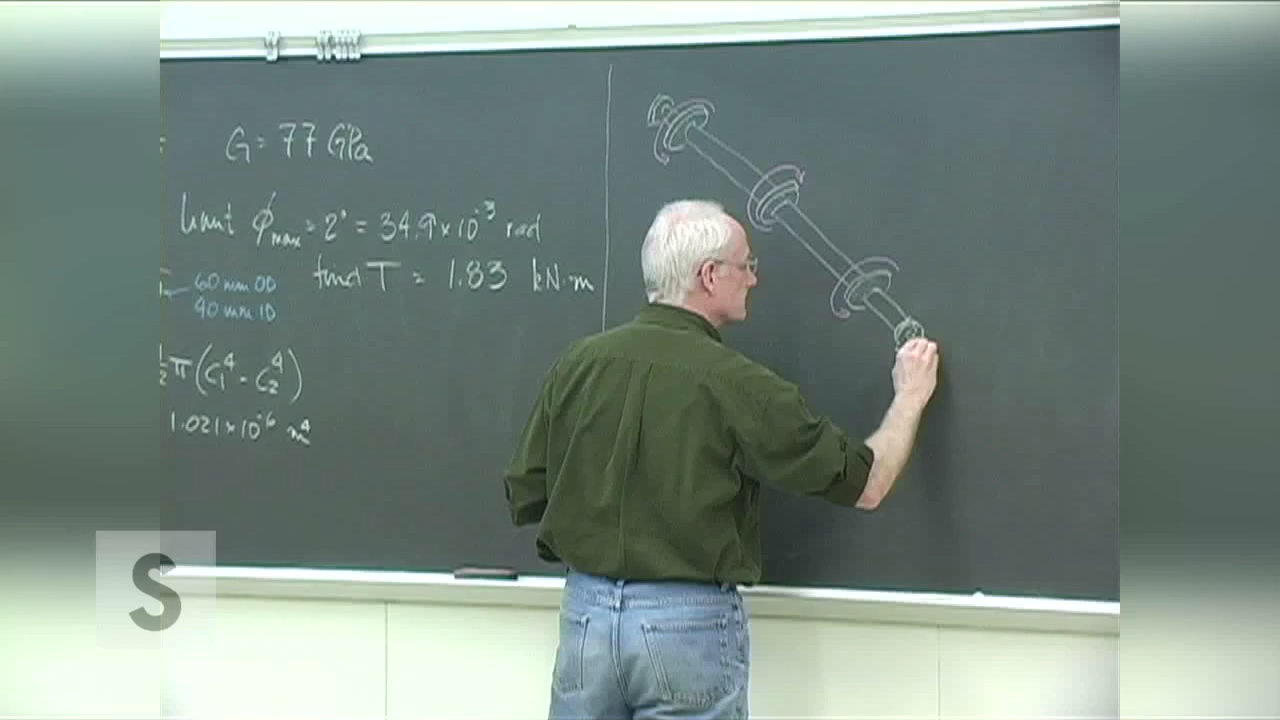 G = 77 GPa
limit ϕmax = 2° = 34.9×10⁻³ rad
find T = 1.83 kN·m
60 mm OD
40 mm ID
½π(C₁⁴ - C₂⁴)
1.021×10⁻⁶ m⁴
S